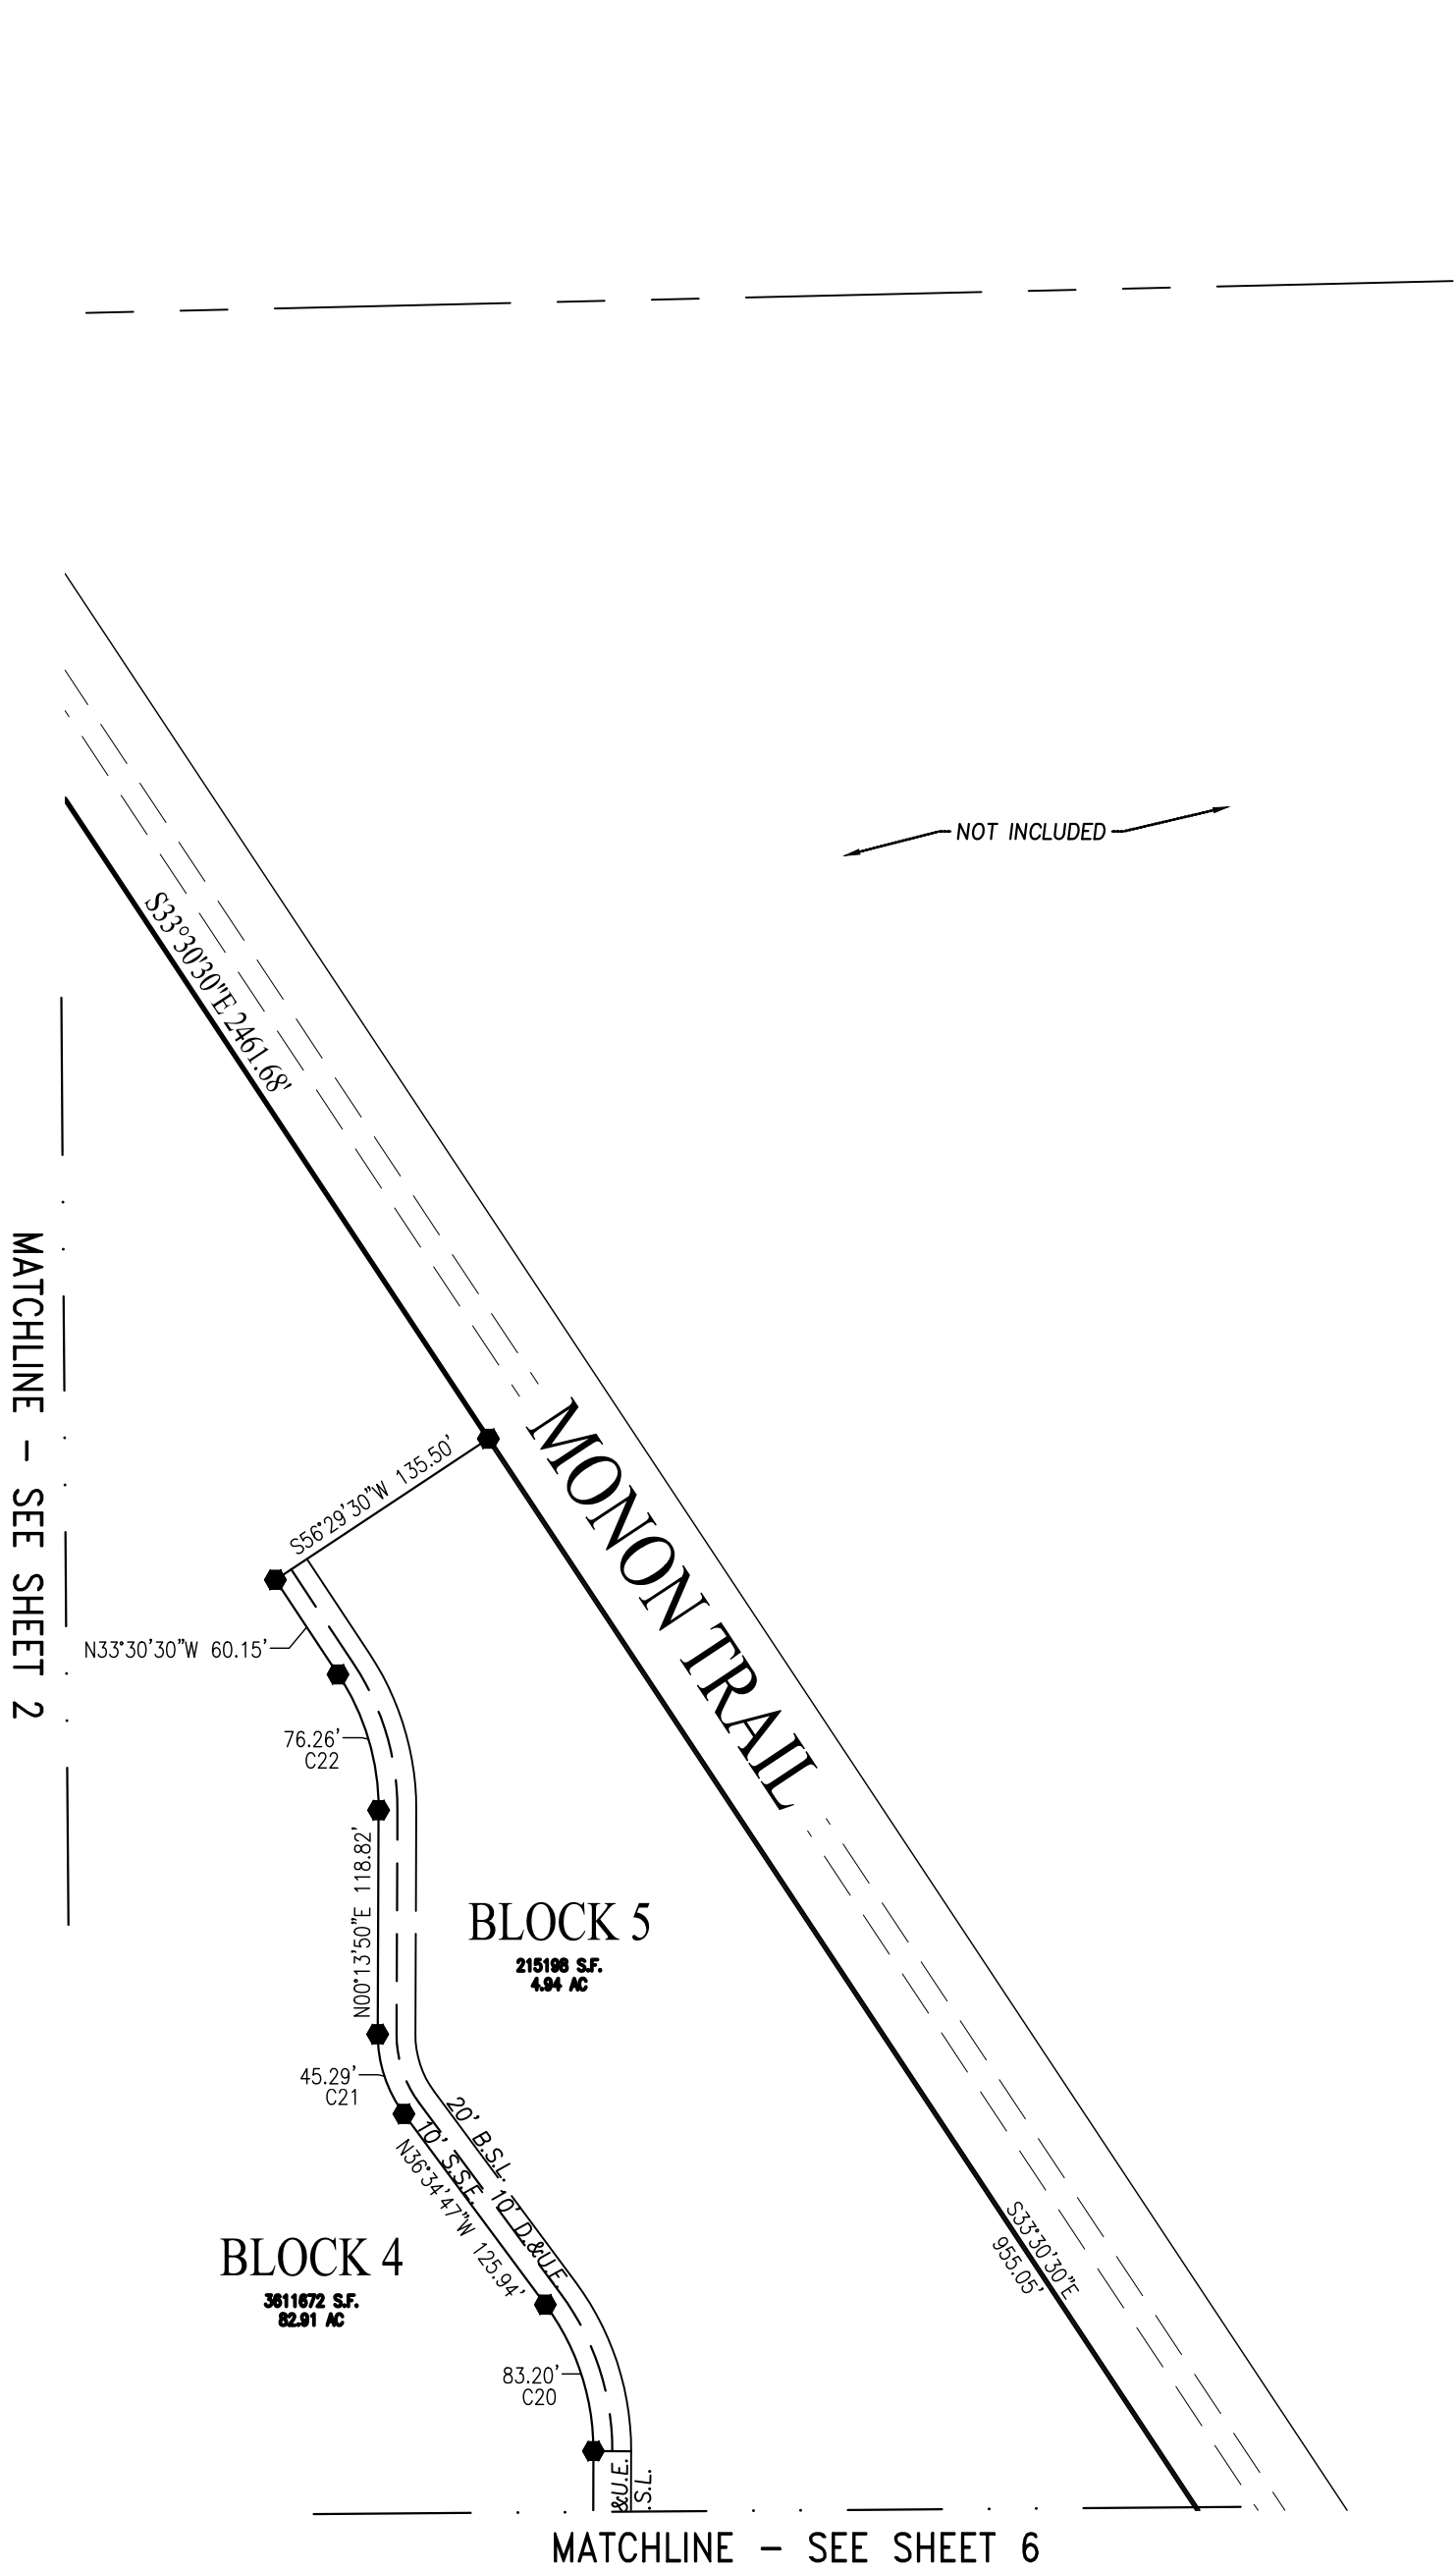 NOT INCLUDED
S33°30'30"E 2461.68'
MATCHLINE - SEE SHEET 2
MONON TRAIL
S56°29'30"W 135.50'
N33°30'30"W 60.15'
76.26'
C22
N00°13'50"E 118.82'
BLOCK 5
215198 S.F.
4.94 AC
45.29'
C21
20' B.S.L.
10' S.S.E.
10' D.&U.E.
N36°34'47"W 125.94'
S33°30'30"E
955.05'
BLOCK 4
3611672 S.F.
82.91 AC
83.20'
C20
&U.E.
.S.L.
MATCHLINE - SEE SHEET 6